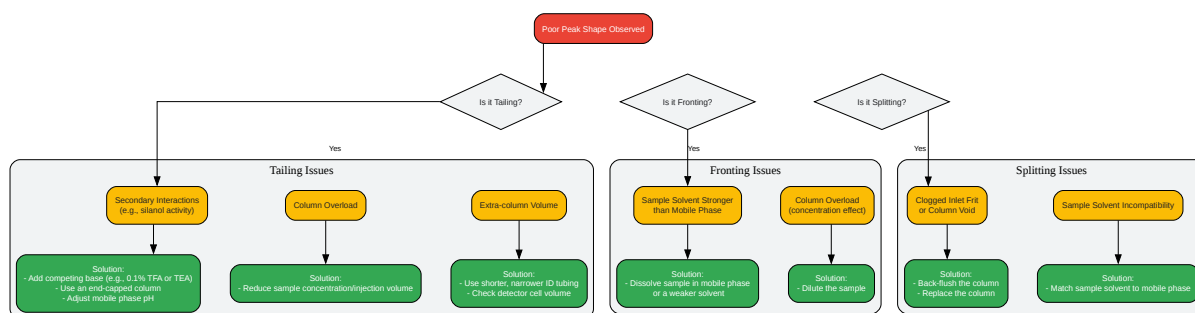 Poor Peak Shape Observed
Is it Tailing?
Is it Fronting?
Is it Splitting?
Yes
Yes
Yes
Tailing Issues
Fronting Issues
Splitting Issues
Secondary Interactions
(e.g., silanol activity)
Column Overload
Extra-column Volume
Sample Solvent Stronger
than Mobile Phase
Column Overload
(concentration effect)
Clogged Inlet Frit
or Column Void
Sample Solvent Incompatibility
Solution:
- Add competing base (e.g., 0.1% TFA or TEA)
- Use an end-capped column
- Adjust mobile phase pH
Solution:
- Reduce sample concentration/injection volume
Solution:
- Use shorter, narrower ID tubing
- Check detector cell volume
Solution:
- Dissolve sample in mobile phase
or a weaker solvent
Solution:
- Dilute the sample
Solution:
- Back-flush the column
- Replace the column
Solution:
- Match sample solvent to mobile phase